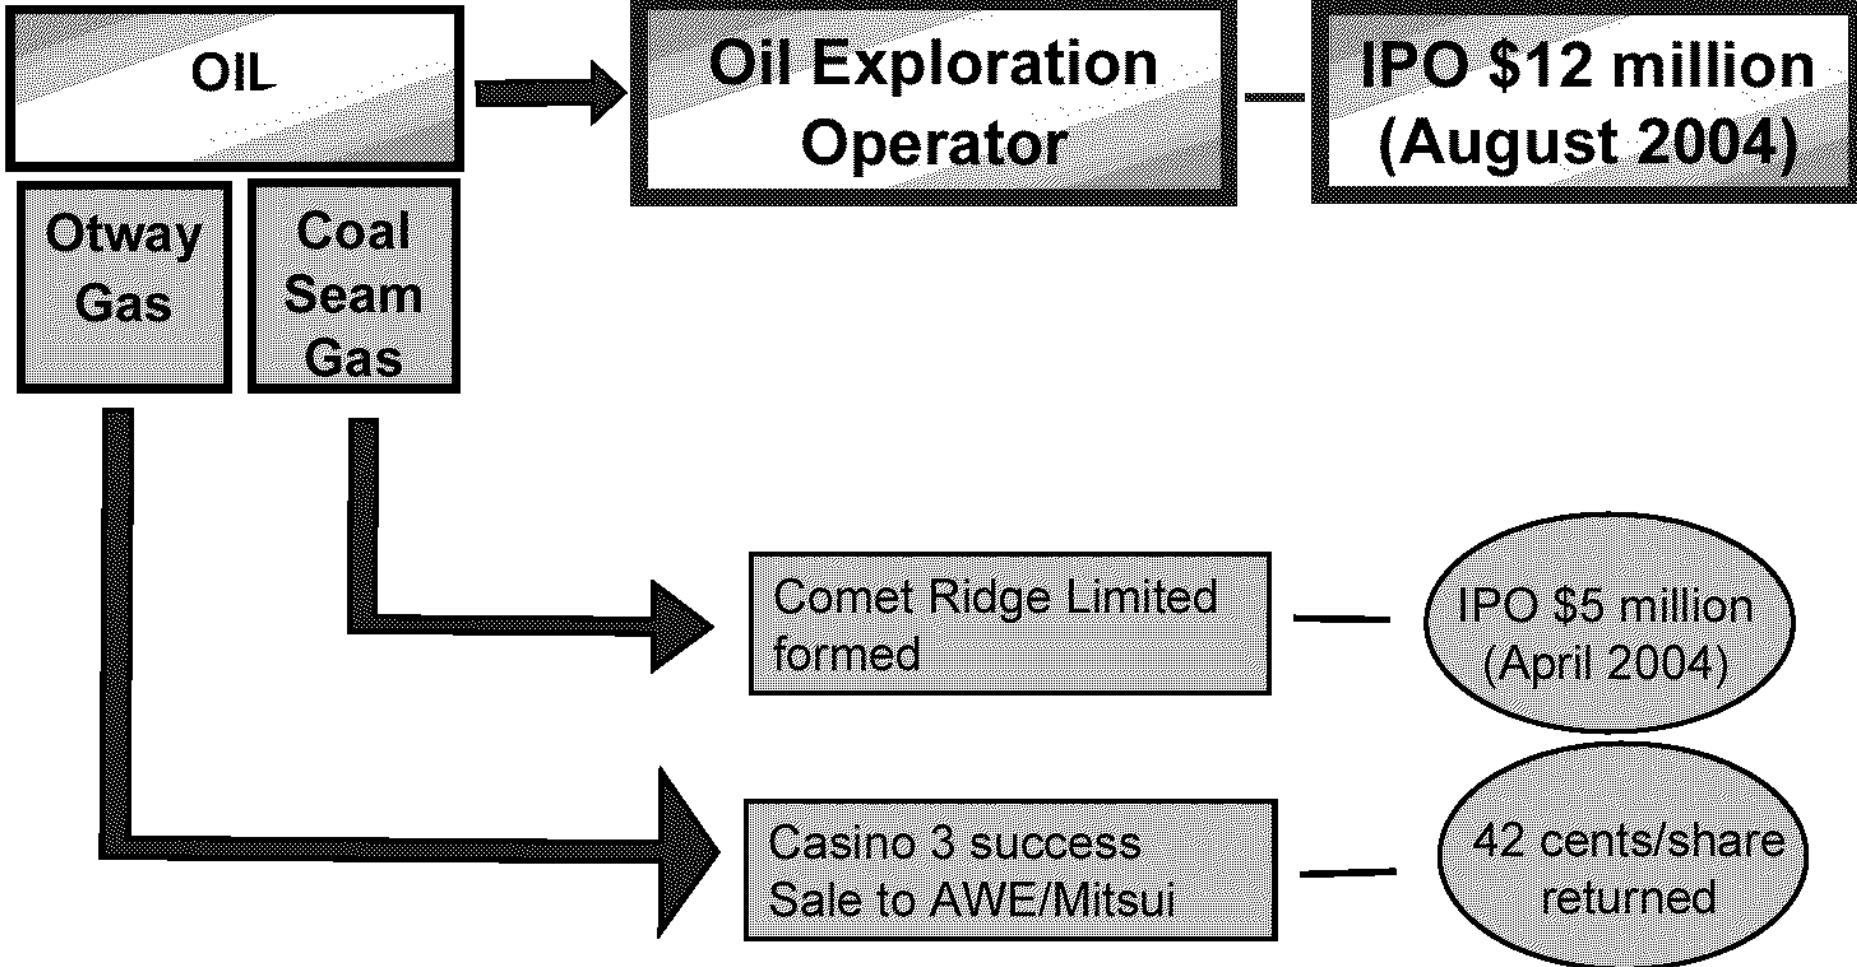 OIL
Oil Exploration
Operator
IPO $12 million
(August 2004)
Otway
Gas
Coal
Seam
Gas
Comet Ridge Limited
formed
IPO $5 million
(April 2004)
Casino 3 success
Sale to AWE/Mitsui
42 cents/share
returned